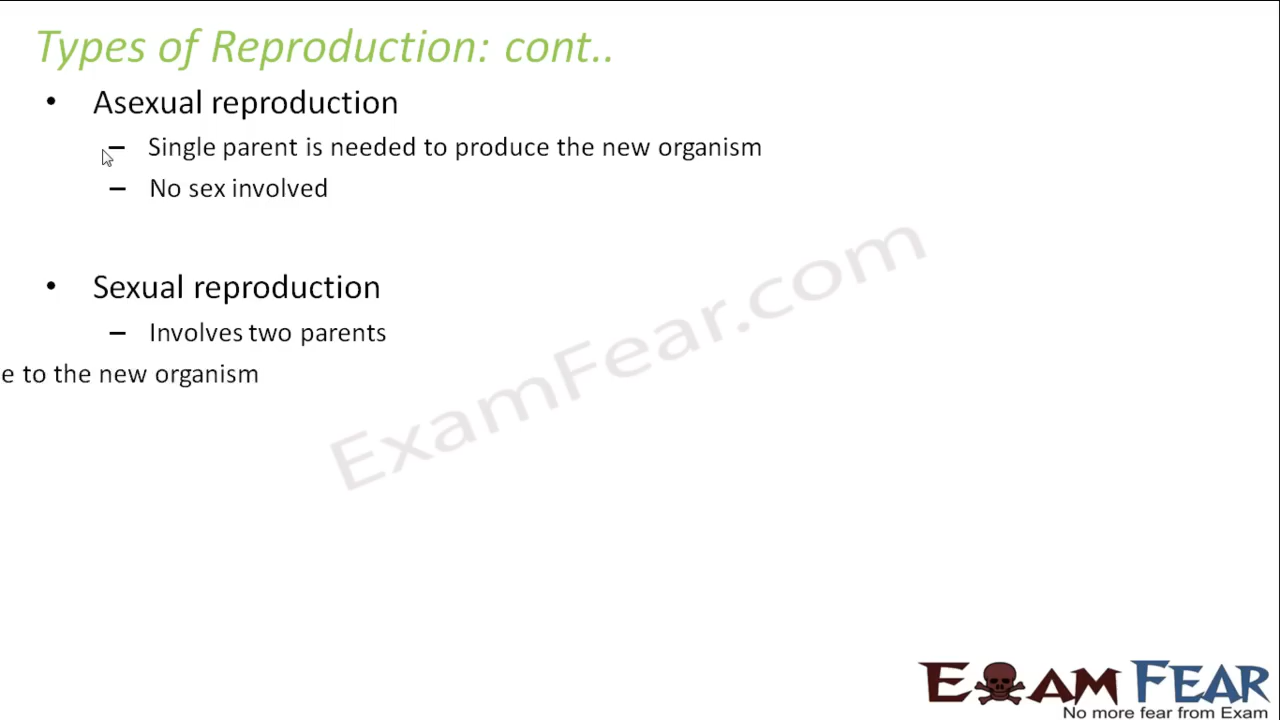 Types of Reproduction: cont..
• Asexual reproduction
– Single parent is needed to produce the new organism
– No sex involved
• Sexual reproduction
– Involves two parents
e to the new organism
ExamFear.com
EXAM FEAR
No more fear from Exam